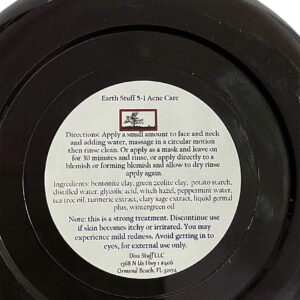 Earth Stuff 5-1 Acne Care
Directions: Apply a small amount to face and neck
and adding water, massage in a circular motion
then rinse clean. Or apply as a mask and leave on
for 30 minutes and rinse, or apply directly to a
blemish or forming blemish and allow to dry rinse
apply again.
Ingredients: bentonite clay, green zeolite clay, potato starch,
distilled water, glycolic acid, witch hazel, peppermint water,
tea tree oil, turmeric extract, clary sage extract, liquid germal
plus, wintergreen oil
Note: this is a strong treatment. Discontinue use
if skin becomes itchy or irritated. You may
experience mild redness. Avoid getting in to
eyes, for external use only.
Diva Stuff LLC
1368 N Us Hwy 1 #406
Ormond Beach, FL 32174